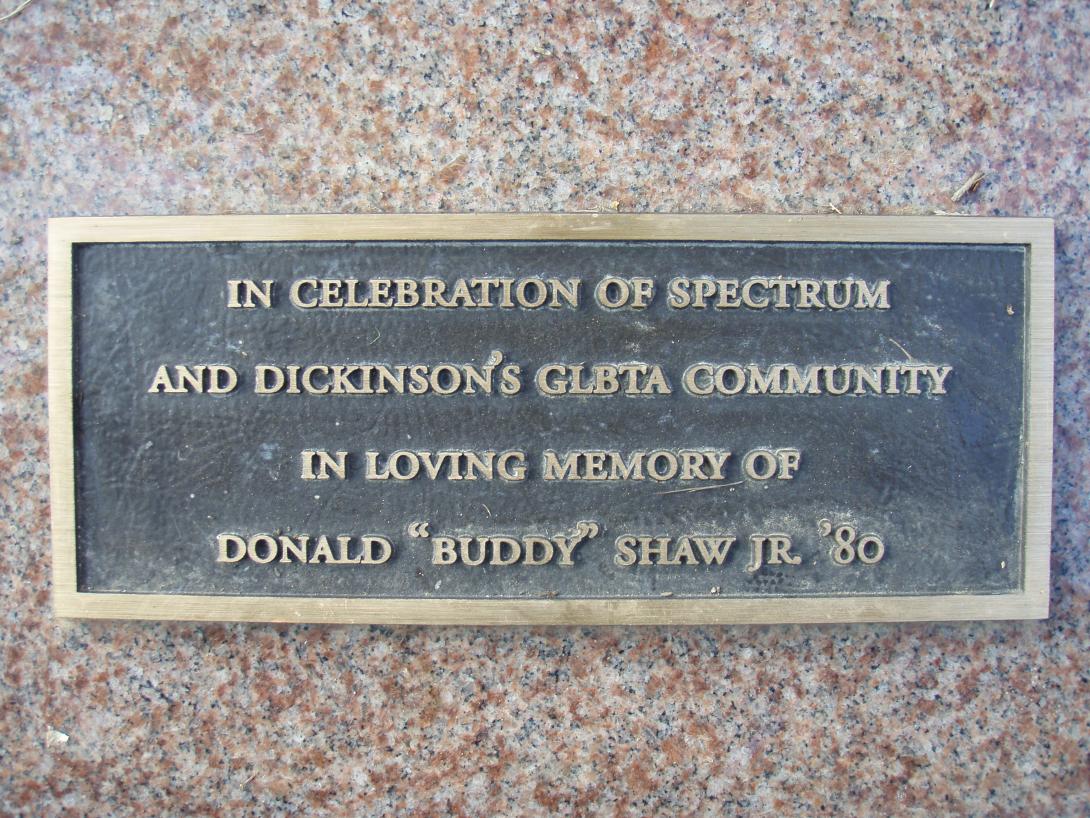 IN CELEBRATION OF SPECTRUM
AND DICKINSON'S GLBTA COMMUNITY
IN LOVING MEMORY OF
DONALD “BUDDY” SHAW JR. '80